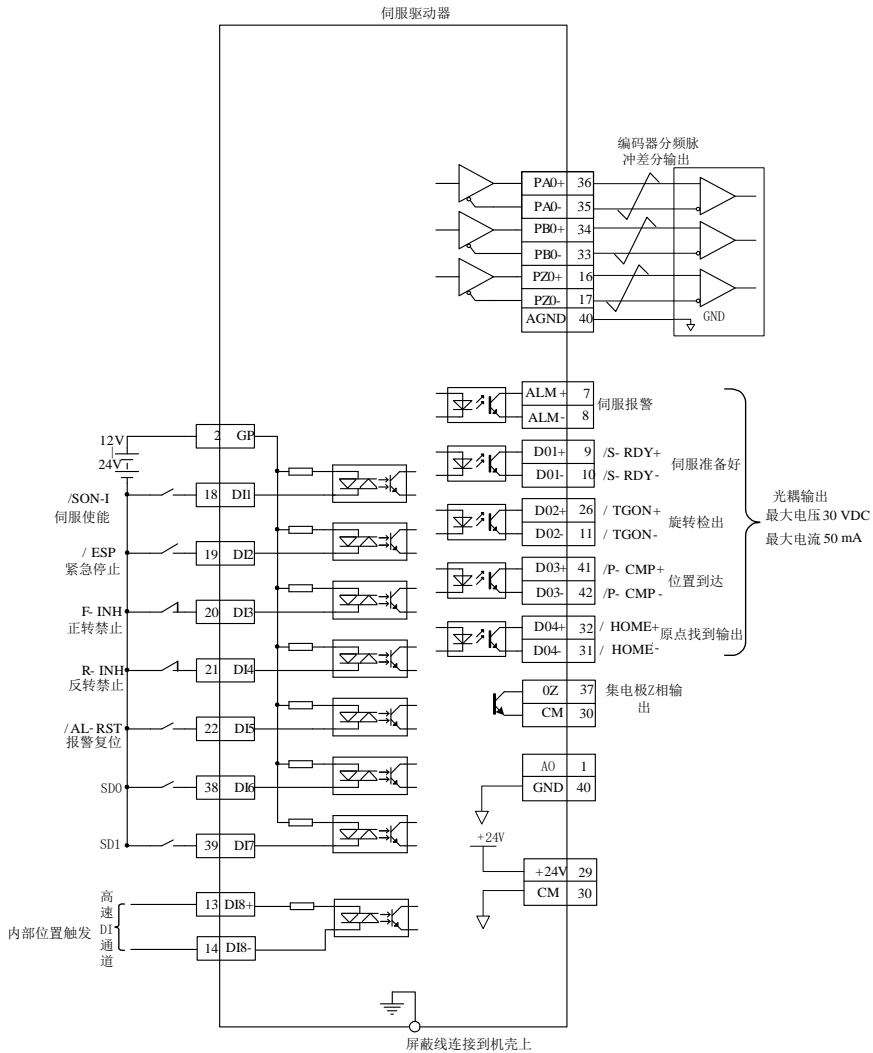 伺服驱动器
编码器分频脉
冲差分输出
PA0+ 36
PA0- 35
PB0+ 34
PB0- 33
PZ0+ 16
PZ0- 17
AGND 40
GND
ALM+ 7
ALM- 8
伺服报警
D01+ 9 /S-RDY+
D01- 10 /S-RDY-
伺服准备好
D02+ 26 /TGON+
D02- 11 /TGON-
旋转检出
D03+ 41 /P-CMP+
D03- 42 /P-CMP-
位置到达
D04+ 32 /HOME+
D04- 31 /HOME-
原点找到输出
光耦输出
最大电压30 VDC
最大电流50 mA
0Z 37
CM 30
集电极Z相输
出
AO 1
GND 40
+24V
+24V 29
CM 30
12V
24V
2 GP
/SON-I
伺服使能
18 DI1
/ESP
紧急停止
19 DI2
F-INH
正转禁止
20 DI3
R-INH
反转禁止
21 DI4
/AL-RST
报警复位
22 DI5
SD0
38 DI6
SD1
39 DI7
内部位置触发
高
速
DI
通
道
13 DI8+
14 DI8-
屏蔽线连接到机壳上